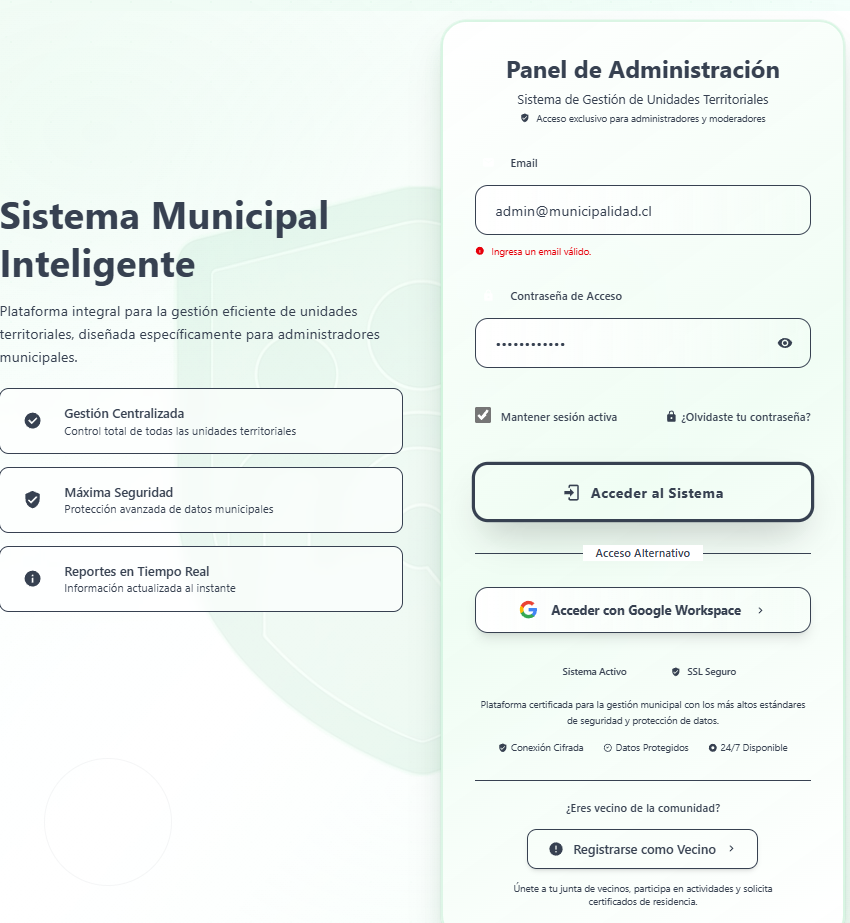 Sistema Municipal
Inteligente
Plataforma integral para la gestión eficiente de unidades
territoriales, diseñada específicamente para administradores
municipales.
Gestión Centralizada
Control total de todas las unidades territoriales
Máxima Seguridad
Protección avanzada de datos municipales
Reportes en Tiempo Real
Información actualizada al instante
Panel de Administración
Sistema de Gestión de Unidades Territoriales
Acceso exclusivo para administradores y moderadores
Email
admin@municipalidad.cl
Ingresa un email válido.
Contraseña de Acceso
••••••••••••
Mantener sesión activa
¿Olvidaste tu contraseña?
Acceder al Sistema
Acceso Alternativo
Acceder con Google Workspace
Sistema Activo
SSL Seguro
Plataforma certificada para la gestión municipal con los más altos estándares
de seguridad y protección de datos.
Conexión Cifrada
Datos Protegidos
24/7 Disponible
¿Eres vecino de la comunidad?
Registrarse como Vecino
Únete a tu junta de vecinos, participa en actividades y solicita
certificados de residencia.